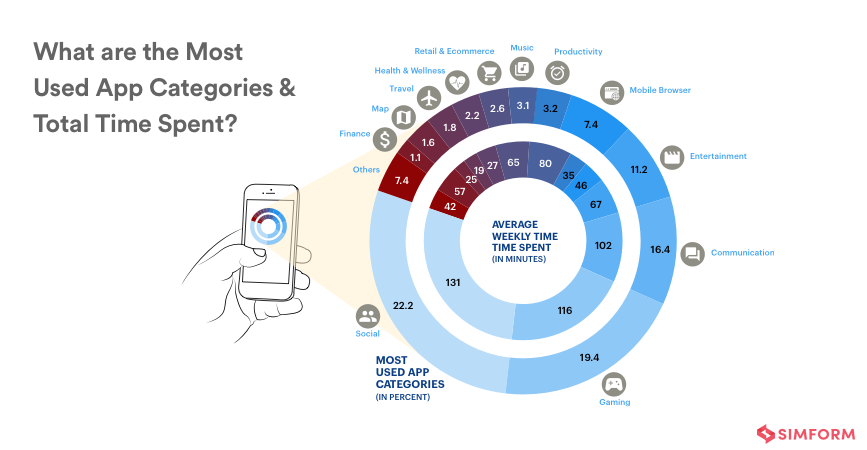 What are the Most
Used App Categories &
Total Time Spent?
Retail & Ecommerce
Music
Productivity
Health & Wellness
Travel
Map
Finance
Others
Mobile Browser
Entertainment
Communication
Gaming
Social
7.4
1.1
1.6
1.8
2.2
2.6
3.1
3.2
7.4
11.2
16.4
19.4
22.2
42
57
25
19
27
65
80
35
46
67
102
116
131
AVERAGE
WEEKLY TIME
TIME SPENT
(IN MINUTES)
MOST
USED APP
CATEGORIES
(IN PERCENT)
SIMFORM